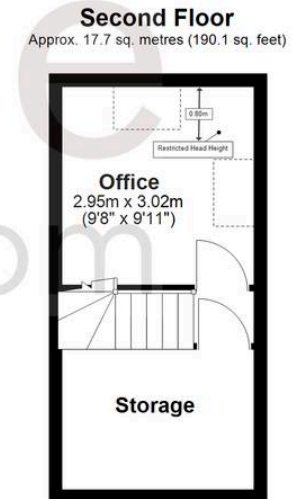 Second Floor
Approx. 17.7 sq. metres (190.1 sq. feet)
0.80m
Restricted Head Height
Office
2.95m x 3.02m
(9'8" x 9'11")
e
om
Storage